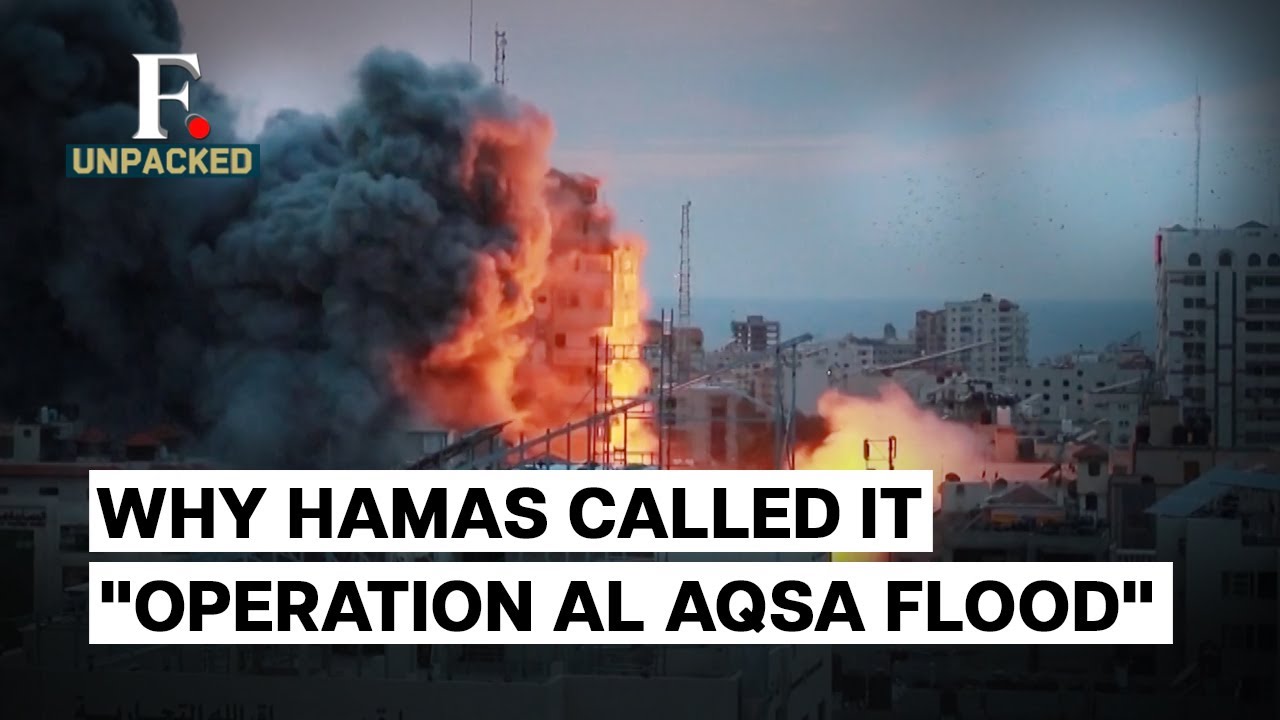 F.
UNPACKED
WHY HAMAS CALLED IT
"OPERATION AL AQSA FLOOD"